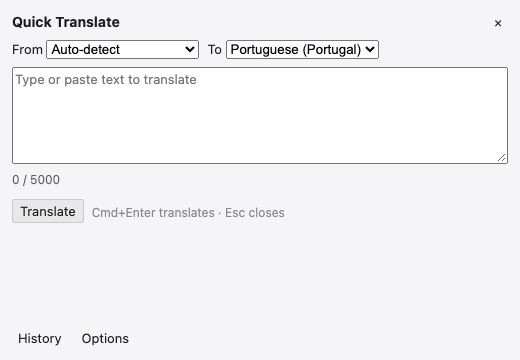 Quick Translate ×
From Auto-detect To Portuguese (Portugal)
Type or paste text to translate
0 / 5000
Translate Cmd+Enter translates · Esc closes
History Options